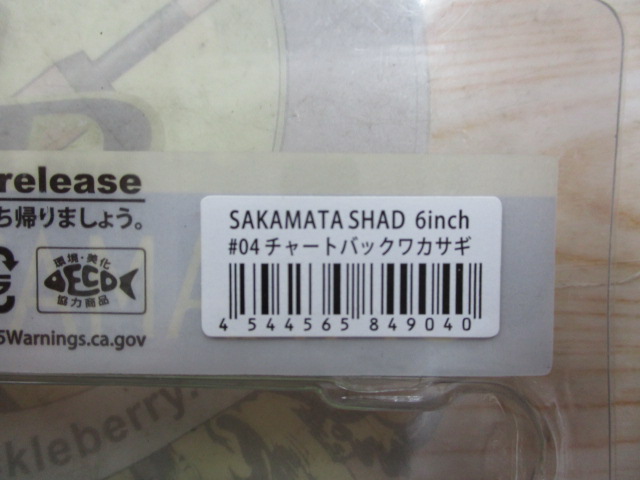 release
ち帰りましょう。
SAKAMATA SHAD 6inch
#04 チャートバックワカサギ
4 544565 849040
環境・美化
ECO
協力商品
5Warnings.ca.gov
kleberry.